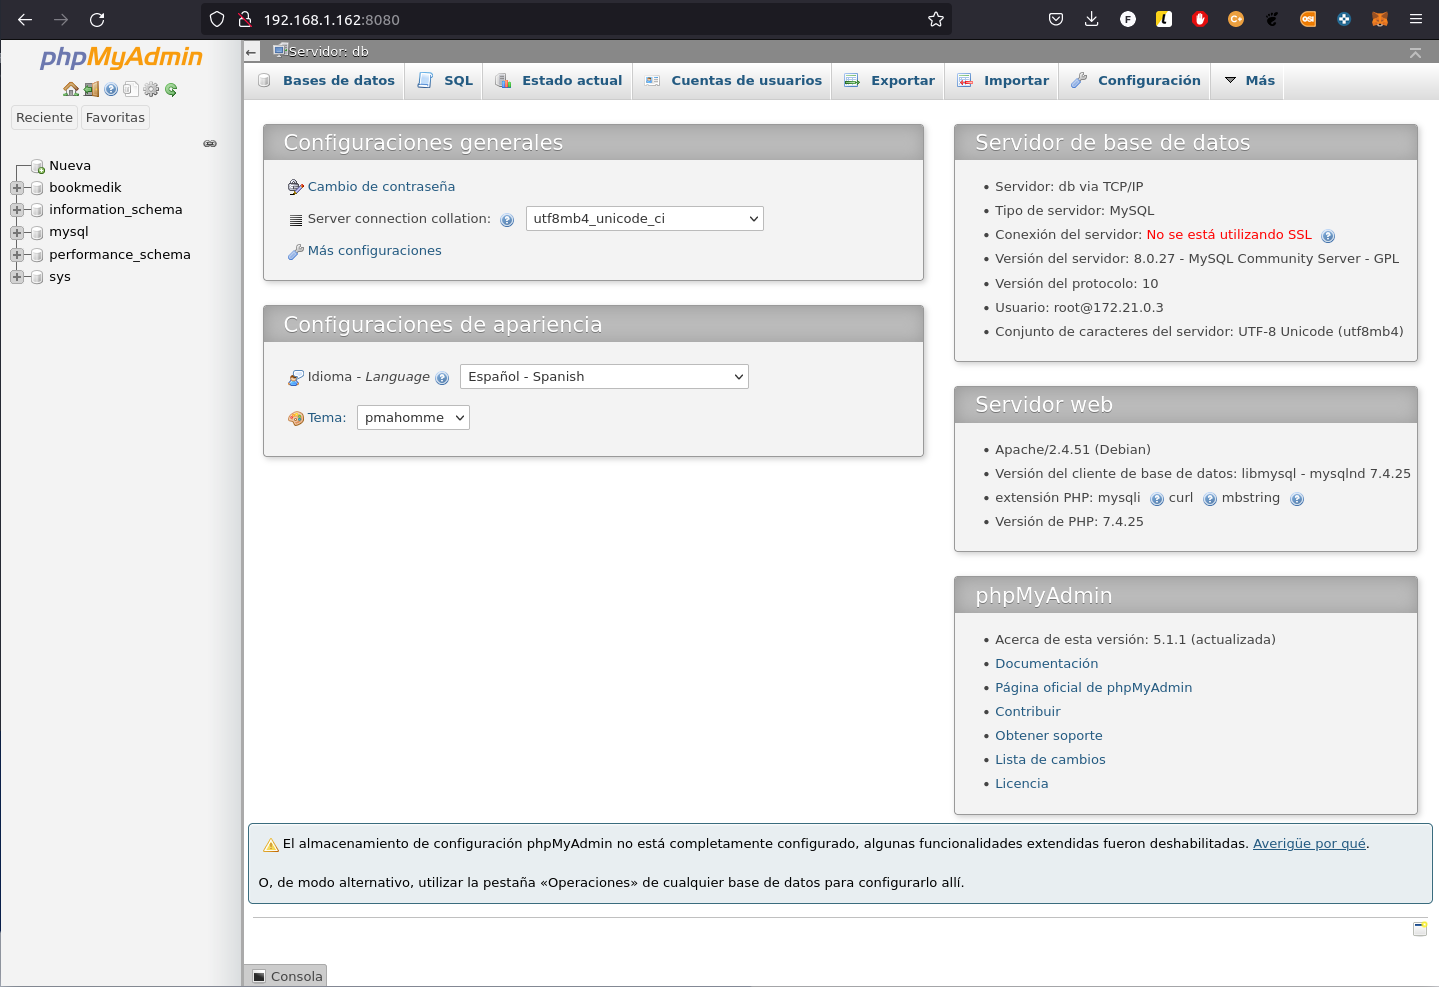 192.168.1.162:8080
phpMyAdmin
Reciente
Favoritas
Nueva
bookmedik
information_schema
mysql
performance_schema
sys
Servidor: db
Bases de datos
SQL
Estado actual
Cuentas de usuarios
Exportar
Importar
Configuración
Más
Configuraciones generales
Cambio de contraseña
Server connection collation:
utf8mb4_unicode_ci
Más configuraciones
Configuraciones de apariencia
Idioma - Language
Español - Spanish
Tema:
pmahomme
Servidor de base de datos
• Servidor: db via TCP/IP
• Tipo de servidor: MySQL
• Conexión del servidor: No se está utilizando SSL
• Versión del servidor: 8.0.27 - MySQL Community Server - GPL
• Versión del protocolo: 10
• Usuario: root@172.21.0.3
• Conjunto de caracteres del servidor: UTF-8 Unicode (utf8mb4)
Servidor web
• Apache/2.4.51 (Debian)
• Versión del cliente de base de datos: libmysql - mysqlnd 7.4.25
• extensión PHP: mysqli curl mbstring
• Versión de PHP: 7.4.25
phpMyAdmin
• Acerca de esta versión: 5.1.1 (actualizada)
• Documentación
• Página oficial de phpMyAdmin
• Contribuir
• Obtener soporte
• Lista de cambios
• Licencia
El almacenamiento de configuración phpMyAdmin no está completamente configurado, algunas funcionalidades extendidas fueron deshabilitadas. Averigüe por qué.
O, de modo alternativo, utilizar la pestaña «Operaciones» de cualquier base de datos para configurarlo allí.
Consola